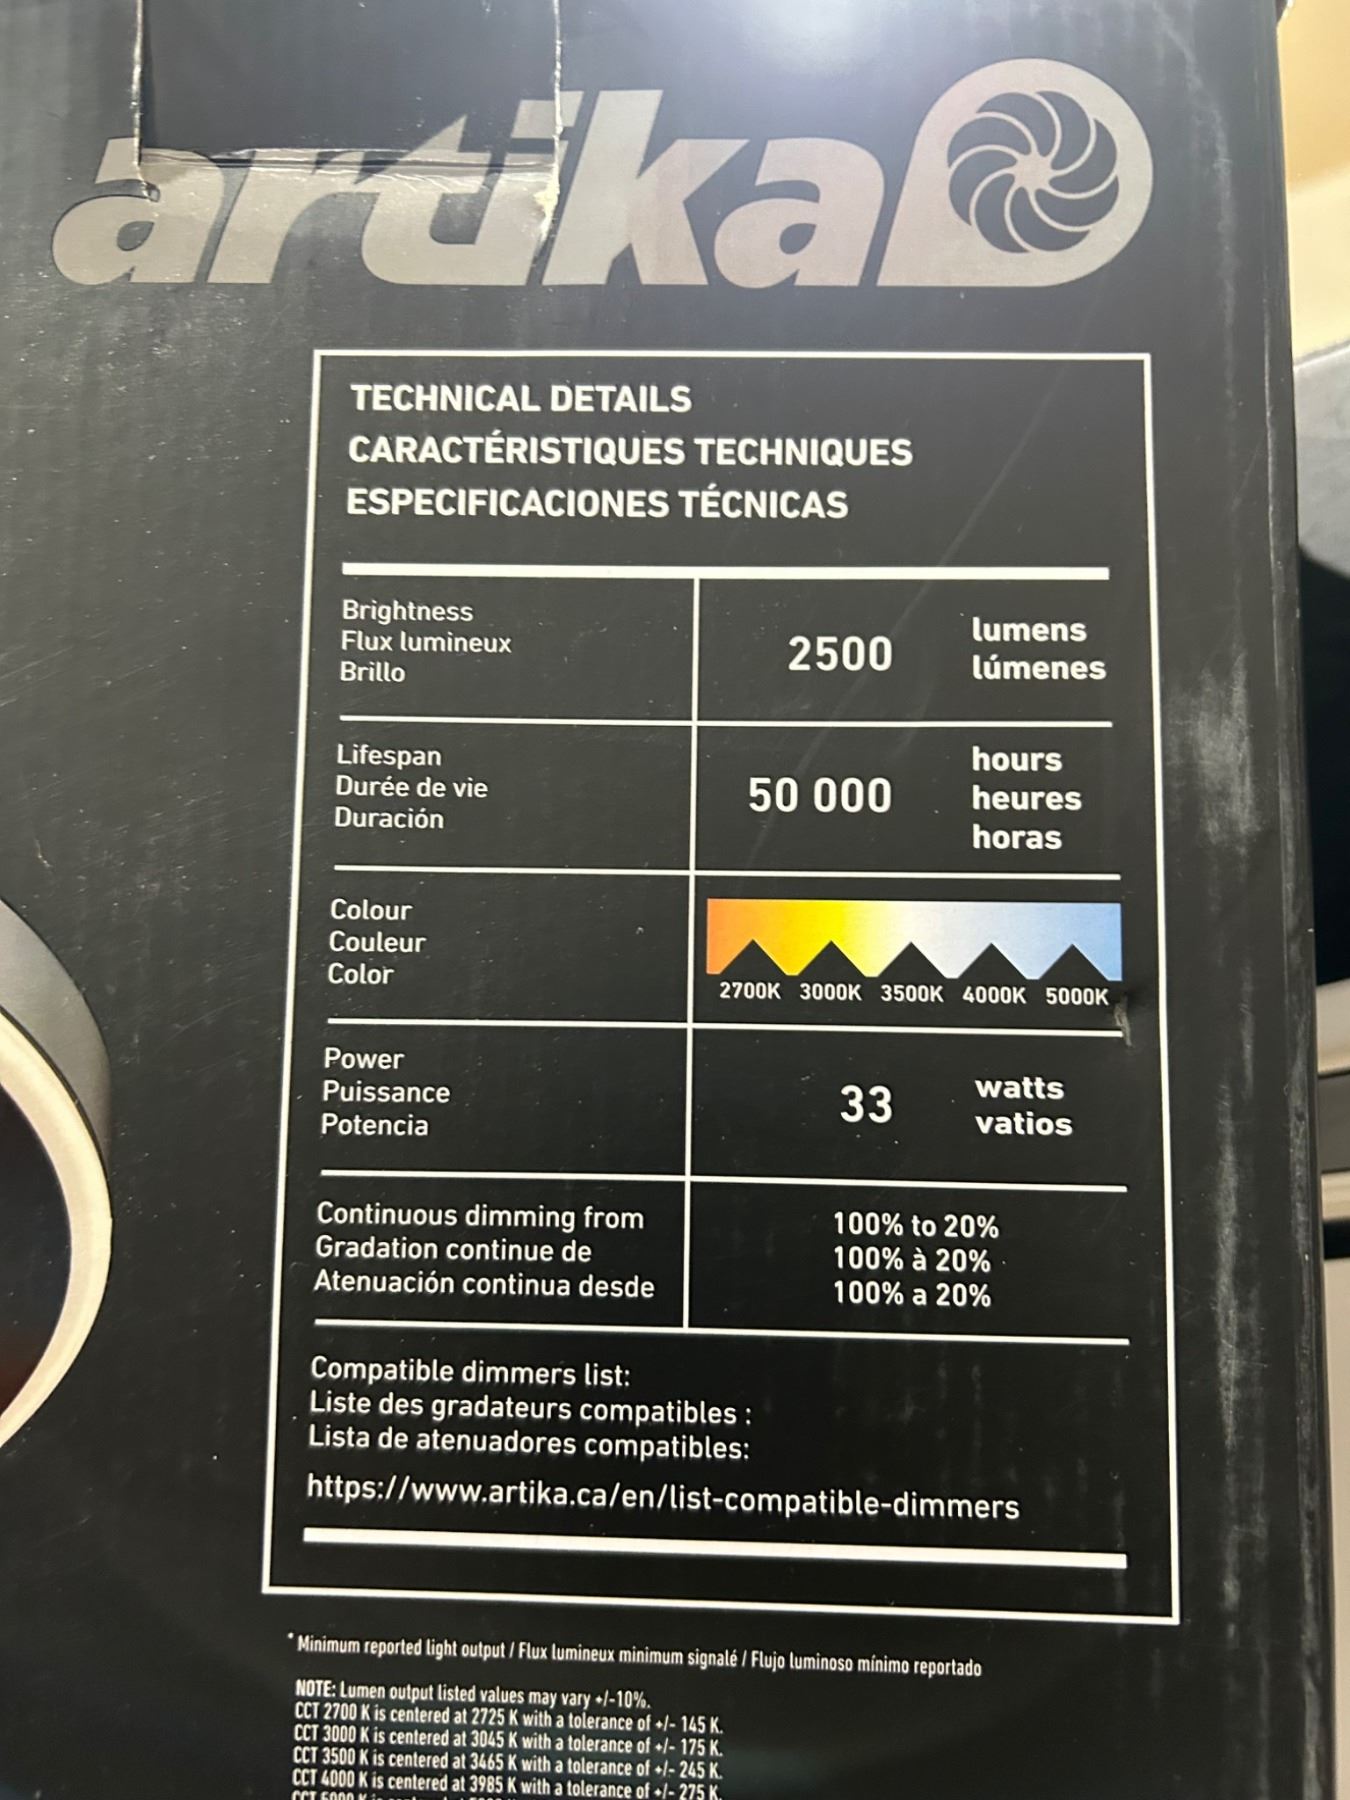 artika
TECHNICAL DETAILS
CARACTÉRISTIQUES TECHNIQUES
ESPECIFICACIONES TÉCNICAS
Brightness
Flux lumineux
Brillo
2500
lumens
lúmenes
Lifespan
Durée de vie
Duración
50 000
hours
heures
horas
Colour
Couleur
Color
2700K 3000K 3500K 4000K 5000K
Power
Puissance
Potencia
33
watts
vatios
Continuous dimming from
Gradation continue de
Atenuación continua desde
100% to 20%
100% à 20%
100% a 20%
Compatible dimmers list:
Liste des gradateurs compatibles :
Lista de atenuadores compatibles:
https://www.artika.ca/en/list-compatible-dimmers
* Minimum reported light output / Flux lumineux minimum signalé / Flujo luminoso mínimo reportado
NOTE: Lumen output listed values may vary +/-10%.
CCT 2700 K is centered at 2725 K with a tolerance of +/- 145 K.
CCT 3000 K is centered at 3045 K with a tolerance of +/- 175 K.
CCT 3500 K is centered at 3465 K with a tolerance of +/- 245 K.
CCT 4000 K is centered at 3985 K with a tolerance of +/- 275 K.